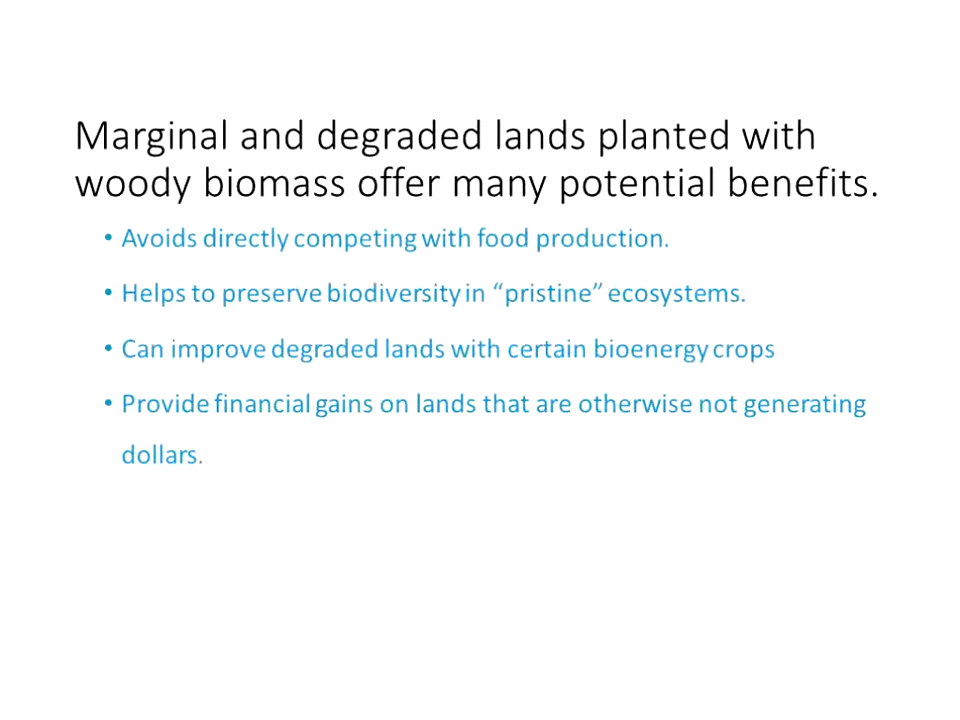 Marginal and degraded lands planted with
woody biomass offer many potential benefits.
• Avoids directly competing with food production.
• Helps to preserve biodiversity in “pristine” ecosystems.
• Can improve degraded lands with certain bioenergy crops
• Provide financial gains on lands that are otherwise not generating
dollars.